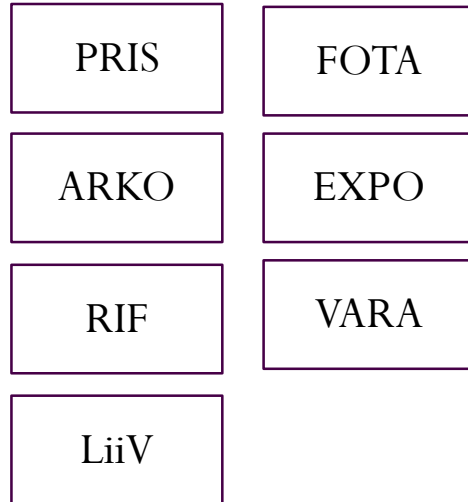 PRIS
FOTA
ARKO
EXPO
RIF
VARA
LiiV